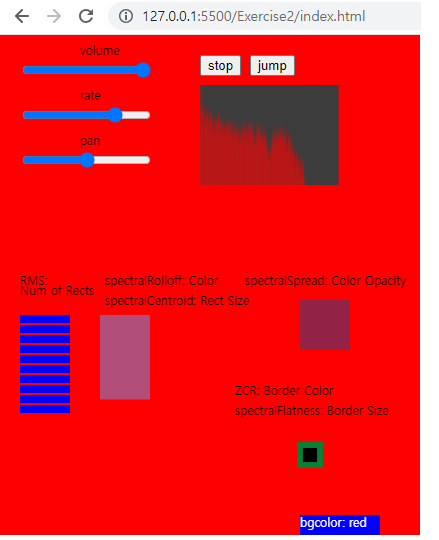 127.0.0.1:5500/Exercise2/index.html
volume
stop
jump
rate
pan
RMS:
Num of Rects
spectralRolloff: Color
spectralCentroid: Rect Size
spectralSpread: Color Opacity
ZCR: Border Color
spectralFlatness: Border Size
bgcolor: red